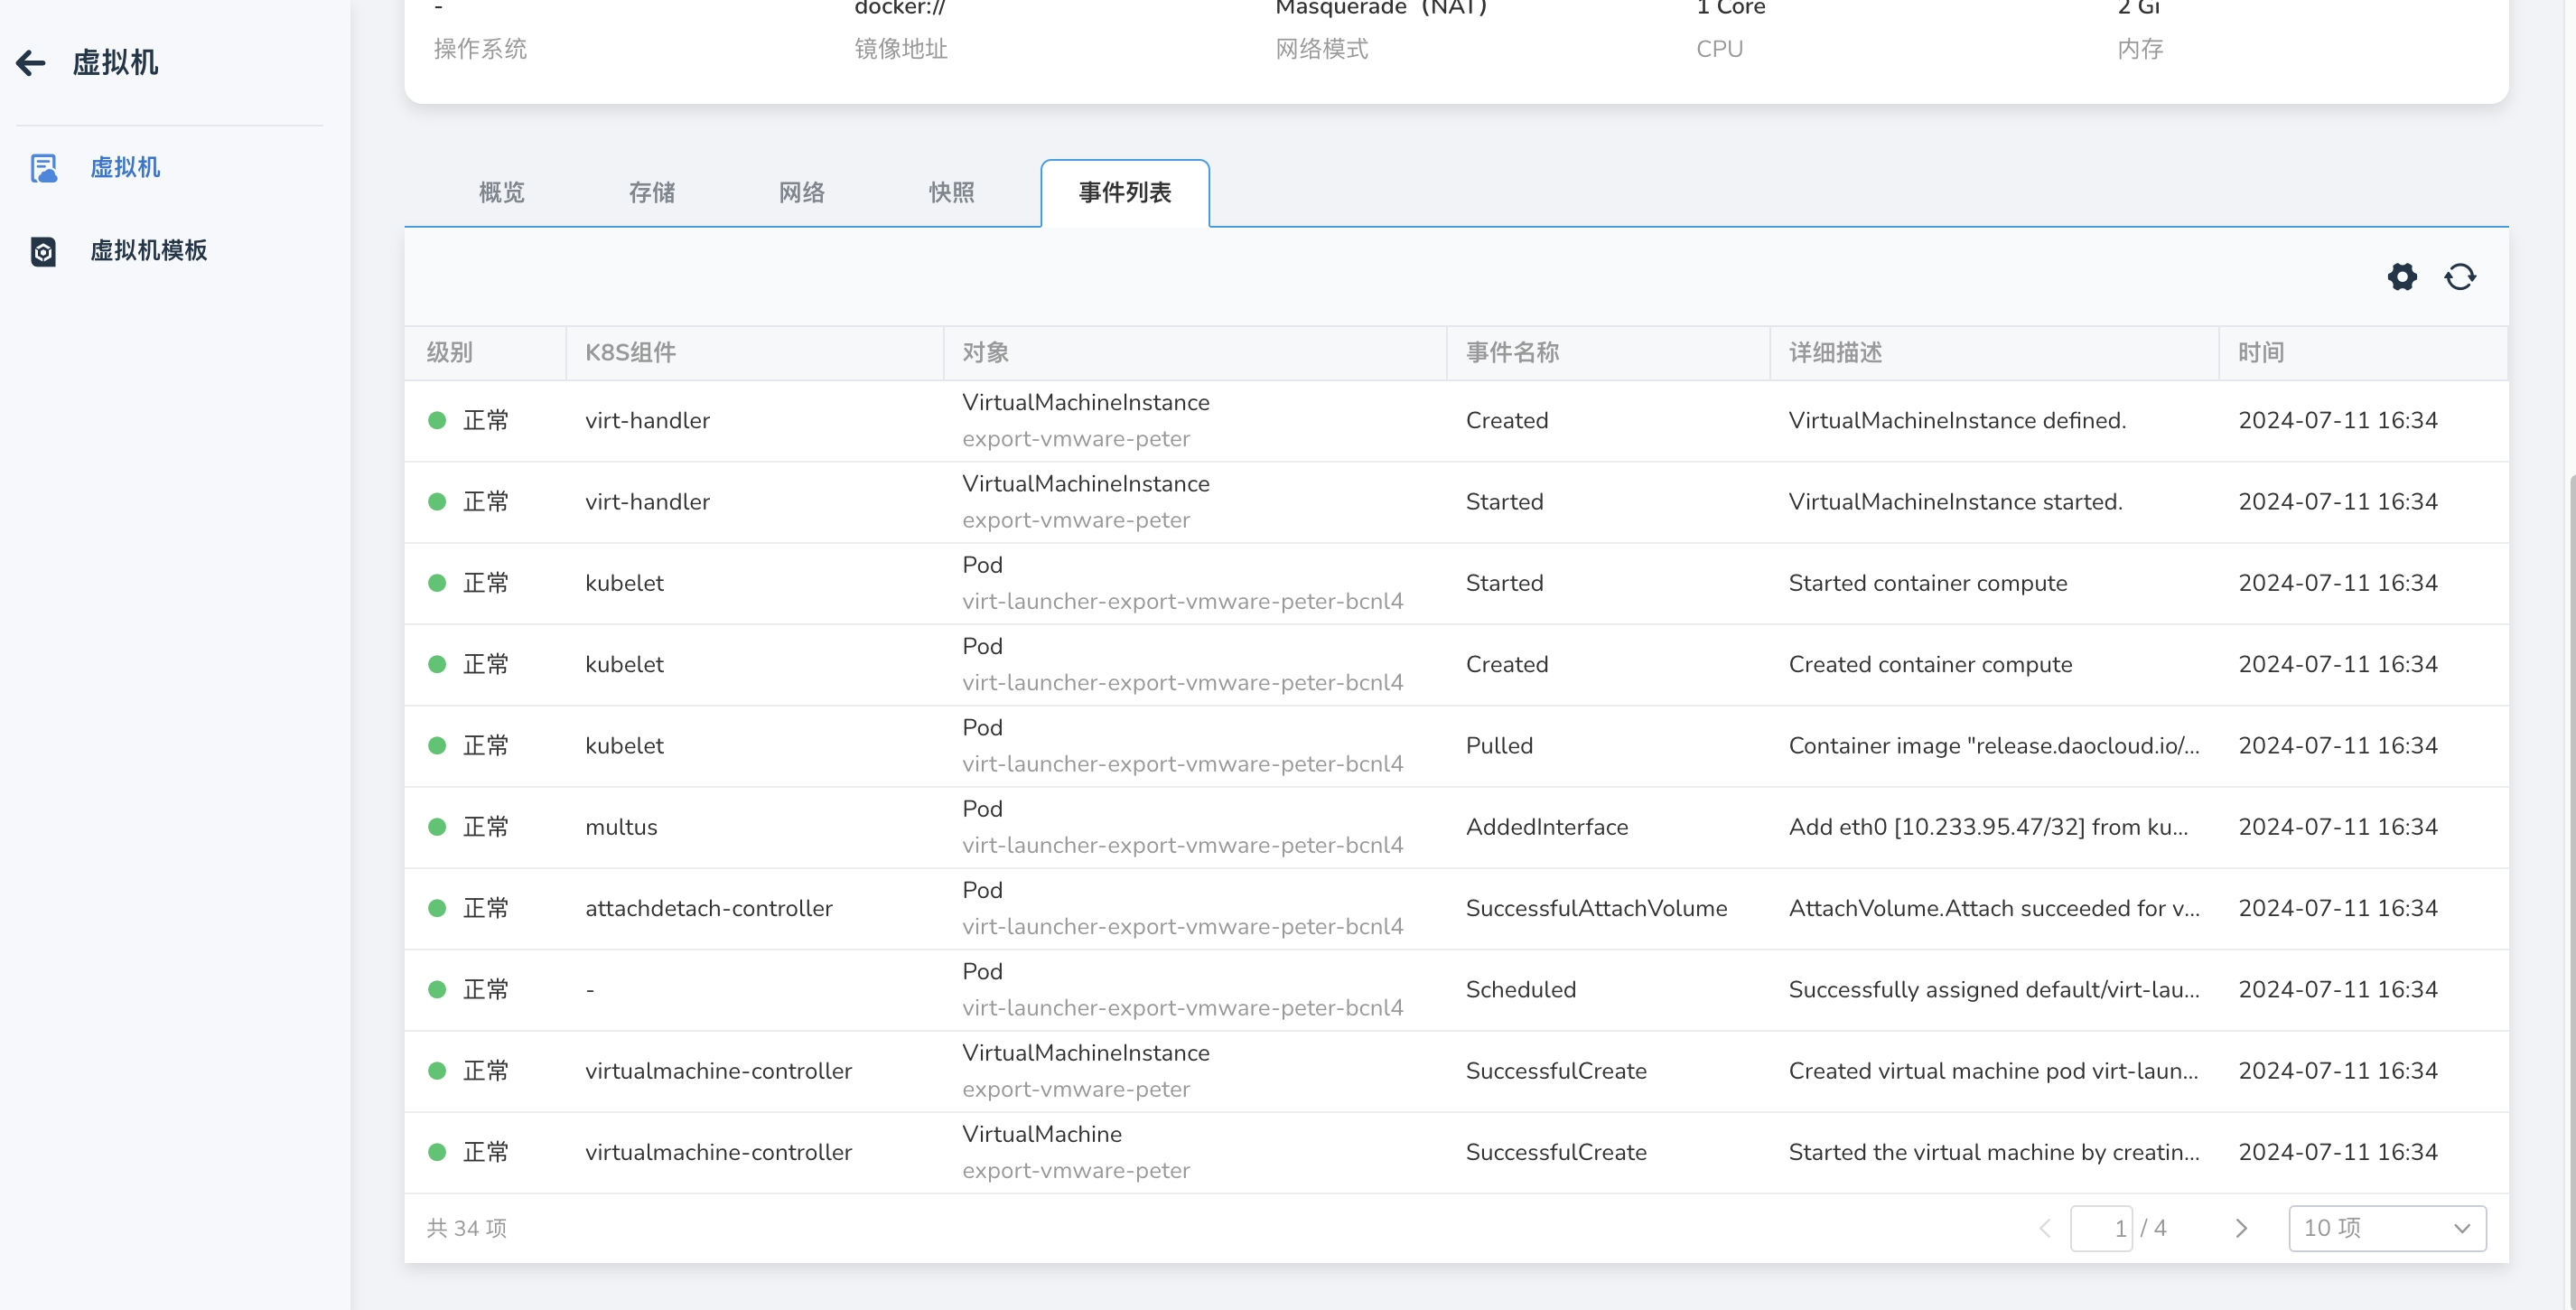 虚拟机
虚拟机
虚拟机模板
- docker:// Masquerade（NAT） 1 Core 2 Gi
操作系统 镜像地址 网络模式 CPU 内存
概览 存储 网络 快照 事件列表
级别 K8S组件 对象 事件名称 详细描述 时间
正常 virt-handler VirtualMachineInstance Created VirtualMachineInstance defined. 2024-07-11 16:34
export-vmware-peter
正常 virt-handler VirtualMachineInstance Started VirtualMachineInstance started. 2024-07-11 16:34
export-vmware-peter
正常 kubelet Pod Started Started container compute 2024-07-11 16:34
virt-launcher-export-vmware-peter-bcnl4
正常 kubelet Pod Created Created container compute 2024-07-11 16:34
virt-launcher-export-vmware-peter-bcnl4
正常 kubelet Pod Pulled Container image "release.daocloud.io/... 2024-07-11 16:34
virt-launcher-export-vmware-peter-bcnl4
正常 multus Pod AddedInterface Add eth0 [10.233.95.47/32] from ku... 2024-07-11 16:34
virt-launcher-export-vmware-peter-bcnl4
正常 attachdetach-controller Pod SuccessfulAttachVolume AttachVolume.Attach succeeded for v... 2024-07-11 16:34
virt-launcher-export-vmware-peter-bcnl4
正常 - Pod Scheduled Successfully assigned default/virt-lau... 2024-07-11 16:34
virt-launcher-export-vmware-peter-bcnl4
正常 virtualmachine-controller VirtualMachineInstance SuccessfulCreate Created virtual machine pod virt-laun... 2024-07-11 16:34
export-vmware-peter
正常 virtualmachine-controller VirtualMachine SuccessfulCreate Started the virtual machine by creatin... 2024-07-11 16:34
export-vmware-peter
共 34 项 1 / 4 10 项